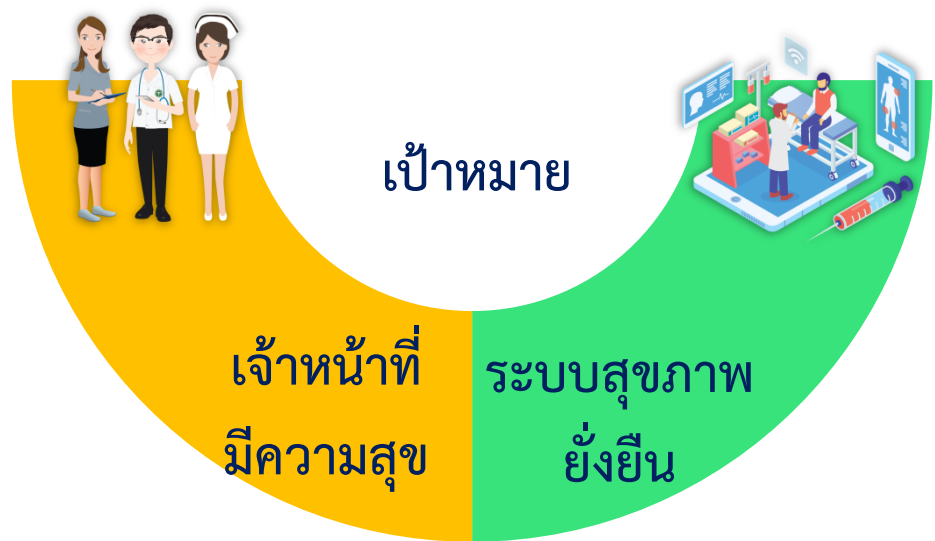 เป้าหมาย
เจ้าหน้าที่
มีความสุข
ระบบสุขภาพ
ยั่งยืน